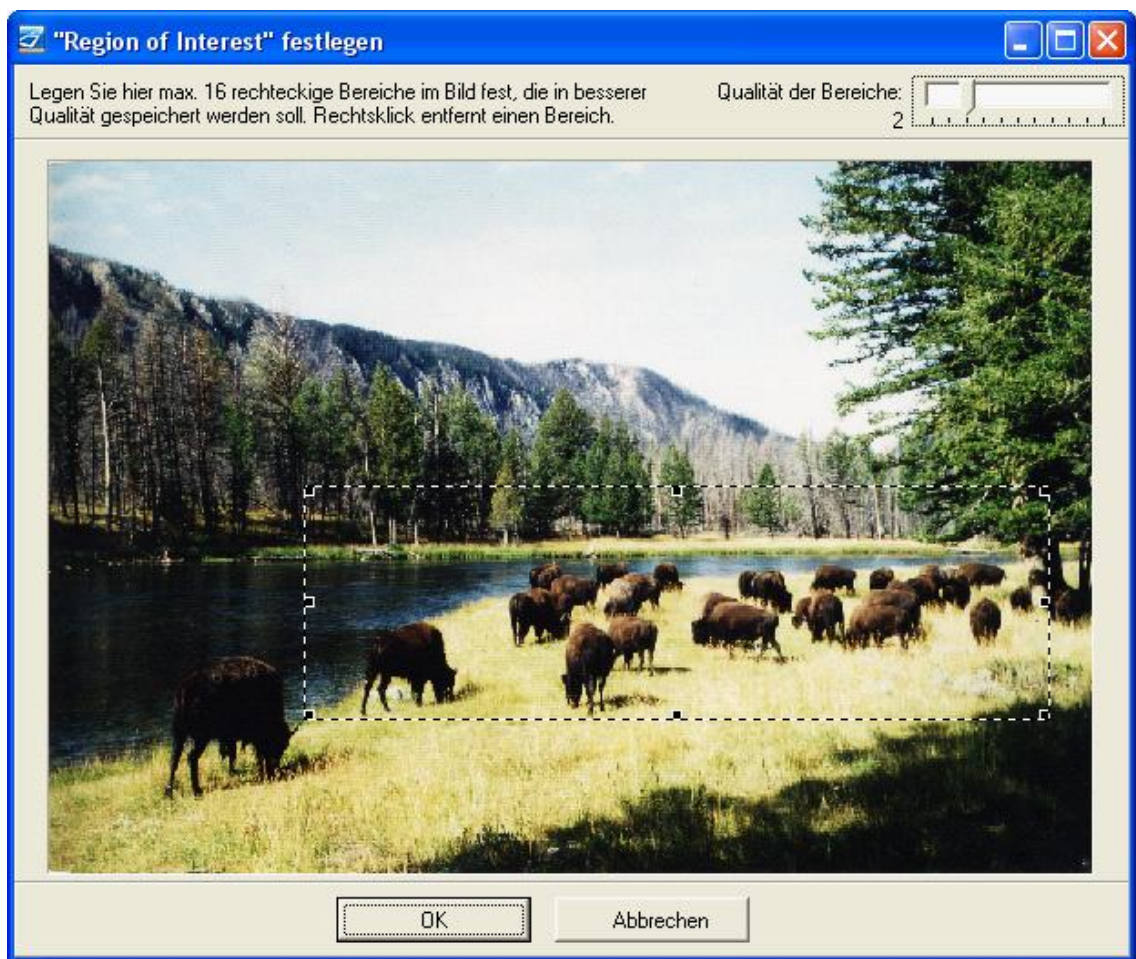 "Region of Interest" festlegen
Legen Sie hier max. 16 rechteckige Bereiche im Bild fest, die in besserer
Qualität gespeichert werden soll. Rechtsklick entfernt einen Bereich.
Qualität der Bereiche:
2
OK
Abbrechen